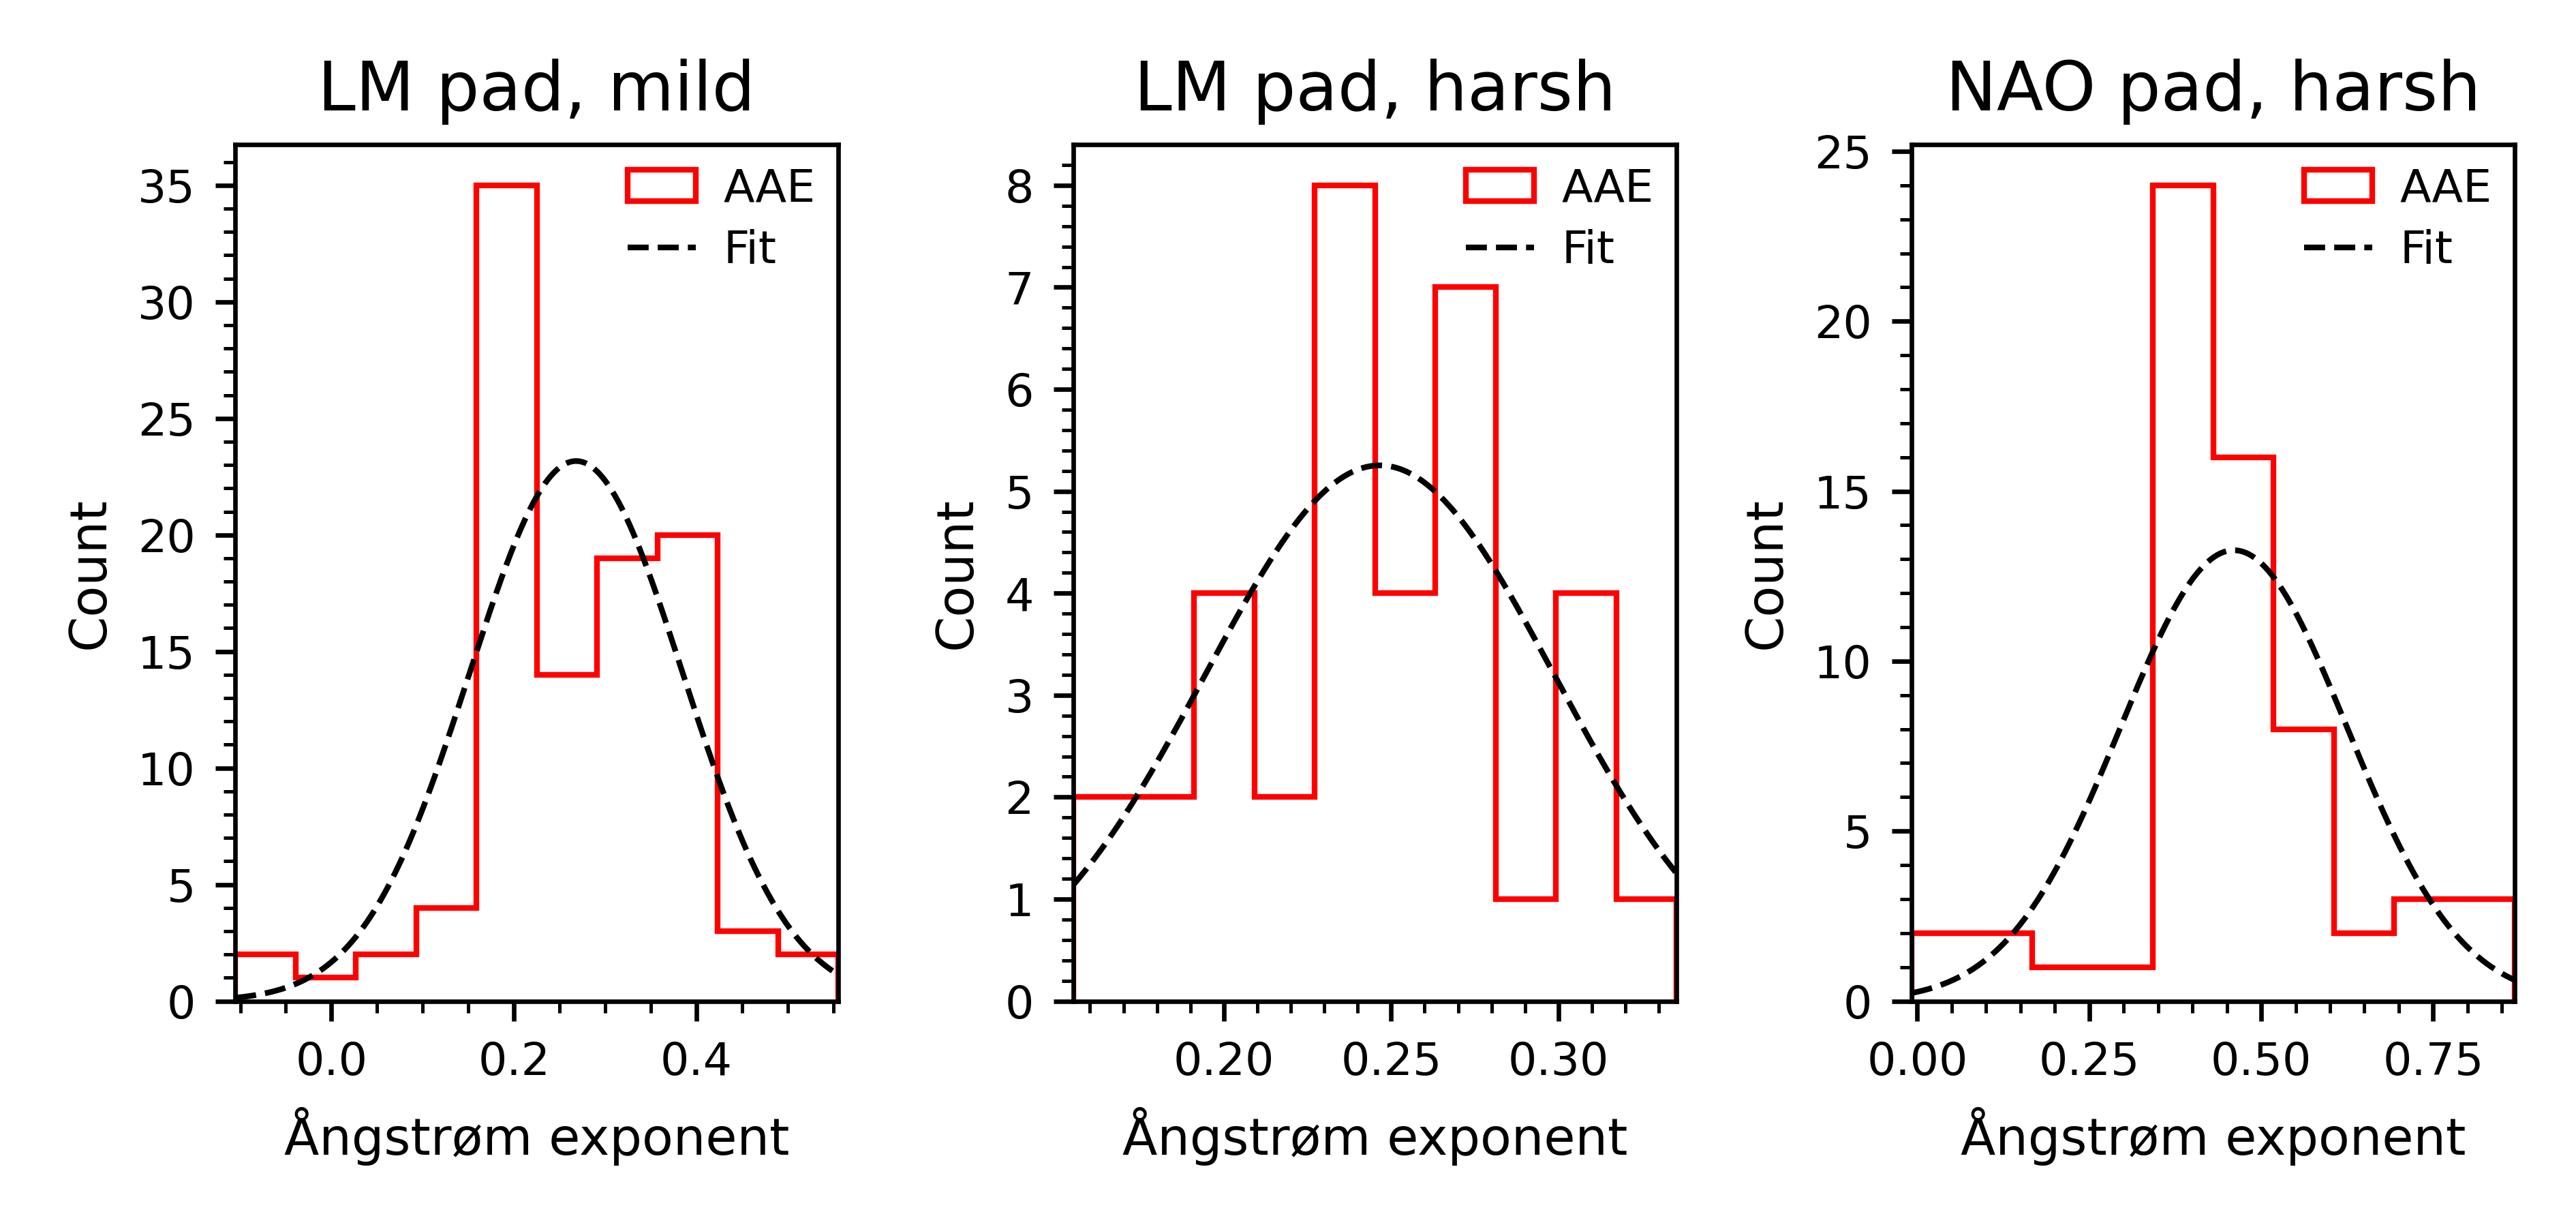 LM pad, mild
35
30
25
20
15
10
5
0
Count
AAE
Fit
0.0 0.2 0.4
Ångstrøm exponent
LM pad, harsh
8
7
6
5
4
3
2
1
0
Count
AAE
Fit
0.20 0.25 0.30
Ångstrøm exponent
NAO pad, harsh
25
20
15
10
5
0
Count
AAE
Fit
0.00 0.25 0.50 0.75
Ångstrøm exponent